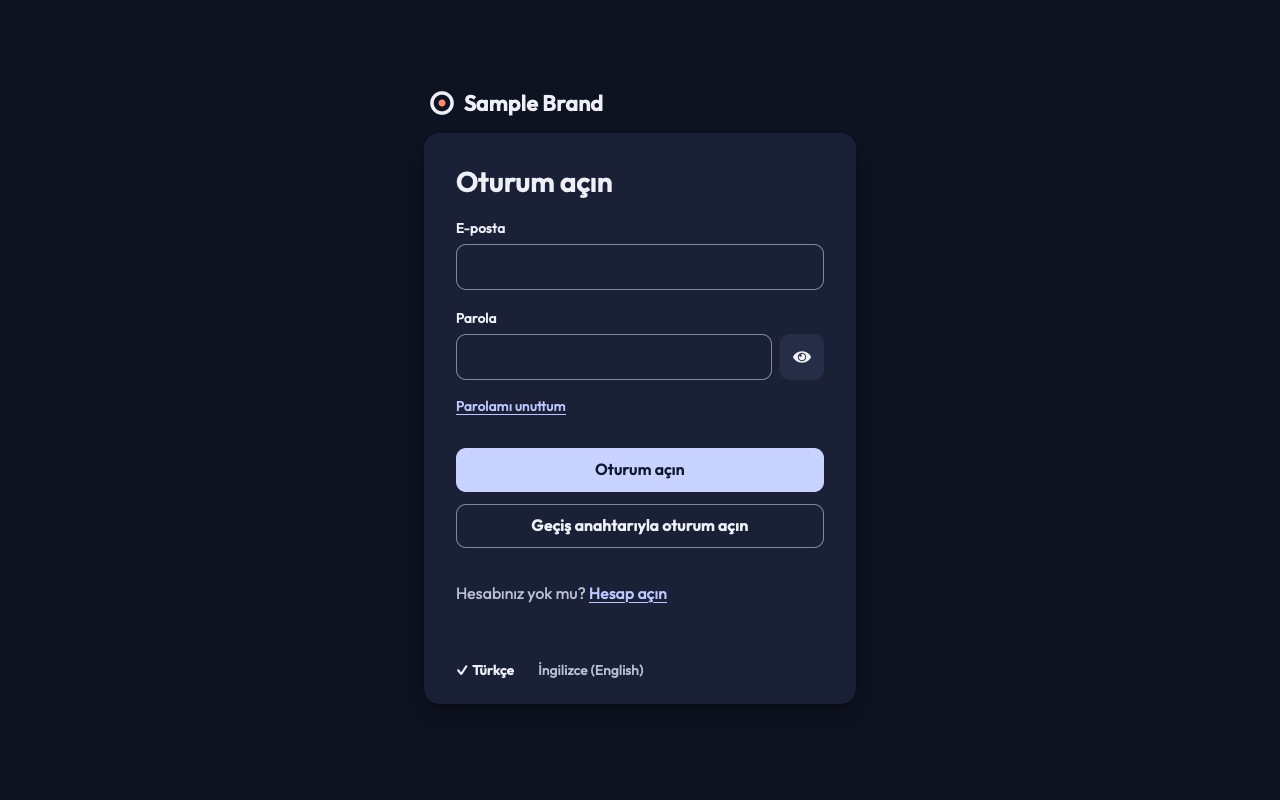 Sample Brand
Oturum açın
E-posta
Parola
Parolamı unuttum
Oturum açın
Geçiş anahtarıyla oturum açın
Hesabınız yok mu? Hesap açın
Türkçe İngilizce (English)